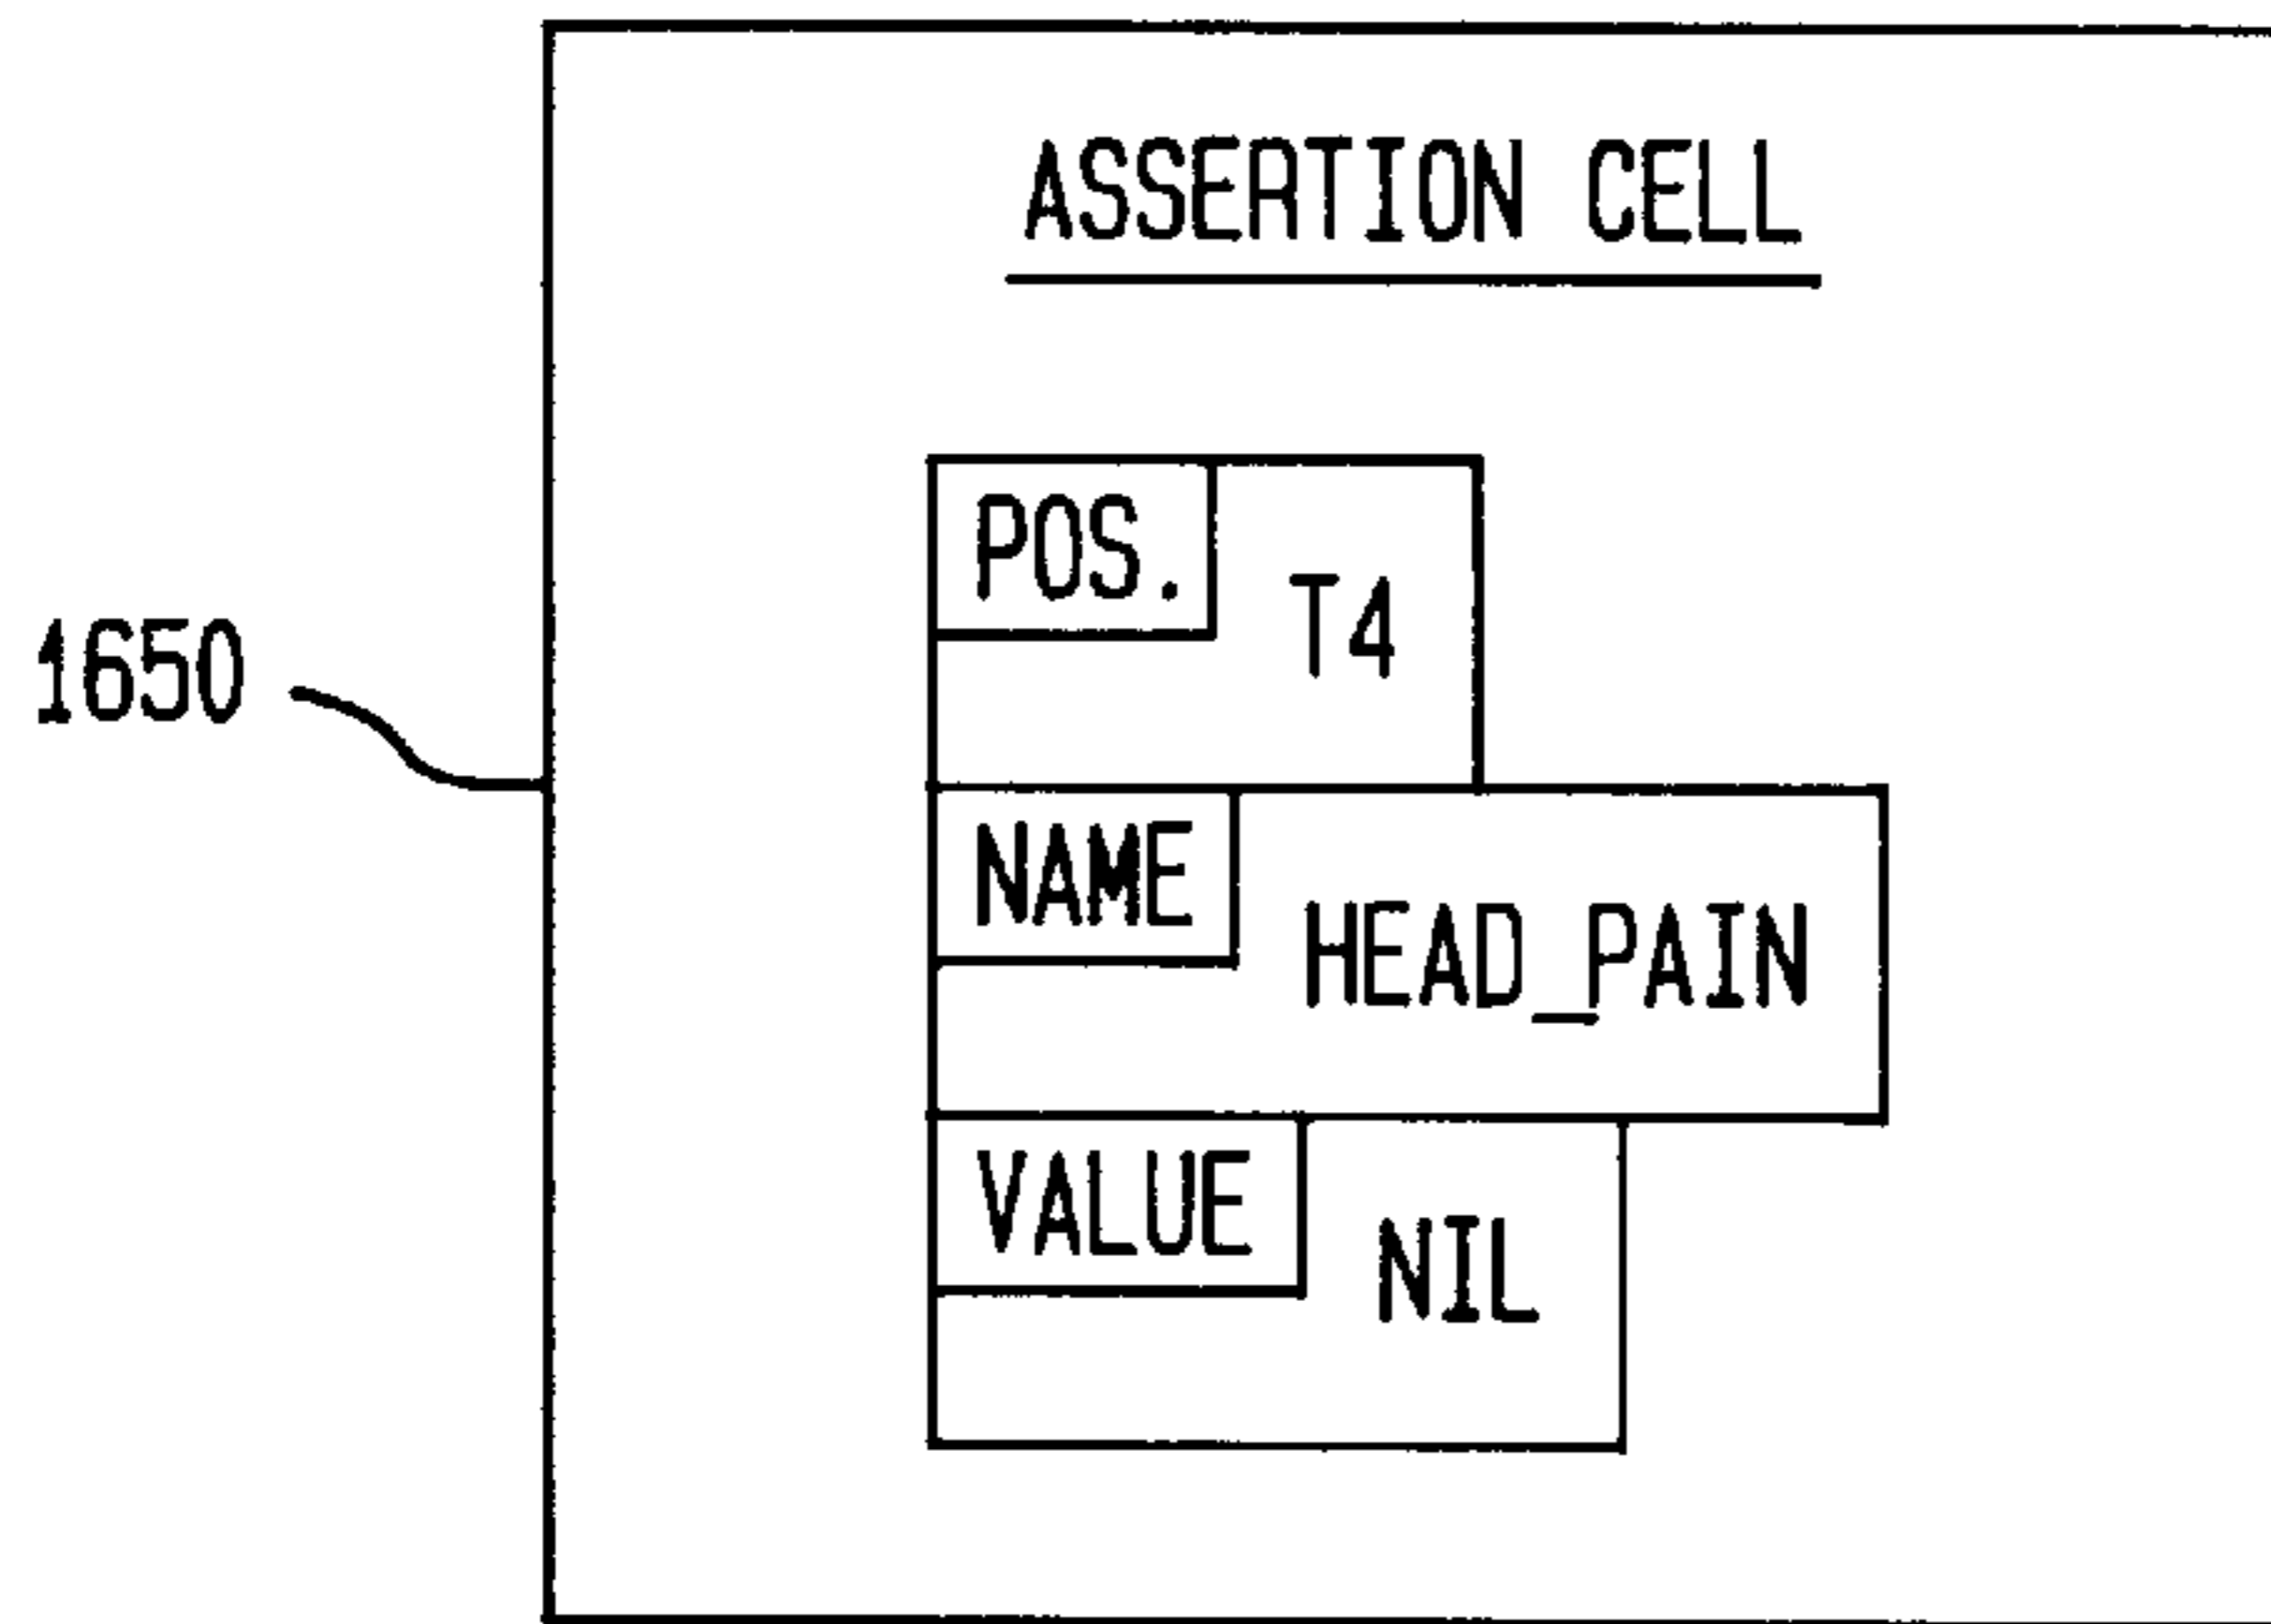 ASSERTION CELL
POS.
T4
1650
NAME
HEAD_PAIN
VALUE
NIL